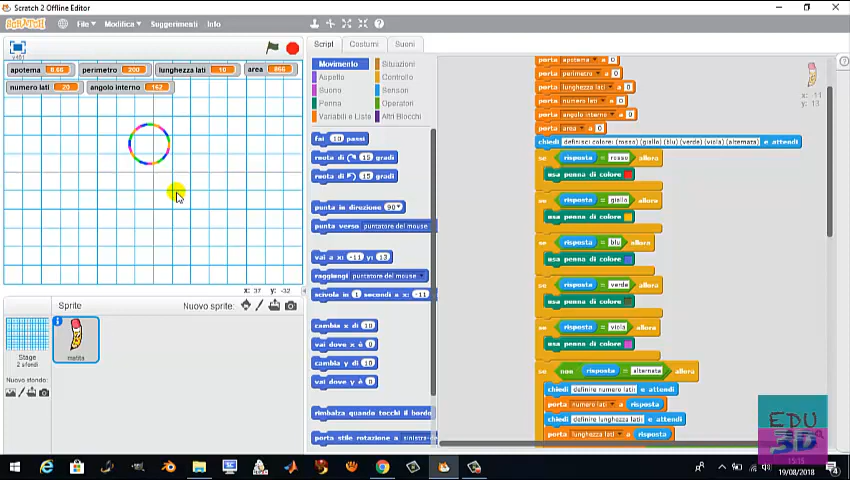 Scratch 2 Offline Editor
SCRATCH File Modifica Suggerimenti Info
Script Costumi Suoni
v461
apotema perimetro 200 lunghezza lati 10 area
numero lati 20 angolo interno 162
x: 37 y: -32
Sprite Nuovo sprite:
Stage
2 sfondi
Nuovo sfondo:
matita
Movimento Situazioni
Aspetto Controllo
Suono Sensori
Penna Operatori
Variabili e Liste Altri Blocchi
fai 10 passi
ruota di 15 gradi
ruota di 15 gradi
punta in direzione 90
punta verso puntatore del mouse
vai a x: -11 y: 13
raggiungi puntatore del mouse
scivola in 1 secondi a x: -11
cambia x di 10
vai dove x è 0
cambia y di 10
vai dove y è 0
rimbalza quando tocchi il bordo
porta stile rotazione a sinistra-
porta apotema a 0
porta perimetro a 0
porta lunghezza lati a 0
porta numero lati a 0
porta angolo interno a 0
porta area a 0
chiedi definisci colore: (rosso) (giallo) (blu) (verde) (viola) (alternata) e attendi
se risposta = rosso allora
usa penna di colore
se risposta = giallo allora
usa penna di colore
se risposta = blu allora
usa penna di colore
se risposta = verde allora
usa penna di colore
se risposta = viola allora
usa penna di colore
se non risposta = alternata allora
chiedi definire numero lati e attendi
porta numero lati a risposta
chiedi definire lunghezza lati e attendi
porta lunghezza lati a risposta
x: -11
y: 13
EDU
3D
15:15
19/08/2018